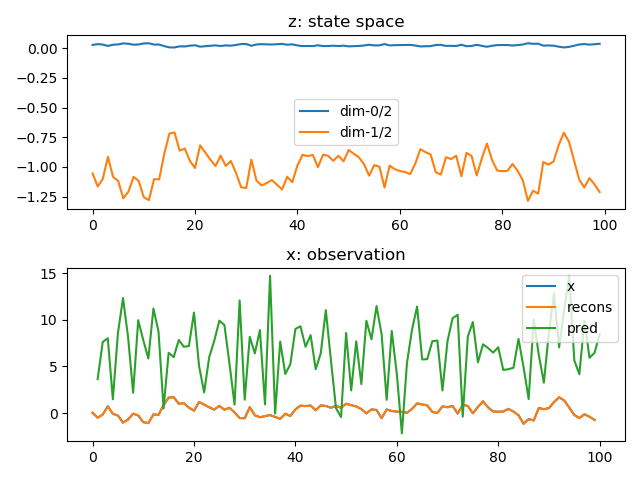 z: state space
0.00
−0.25
−0.50
−0.75
−1.00
−1.25
dim-0/2
dim-1/2
0 20 40 60 80 100
x: observation
15
10
5
0
x
recons
pred
0 20 40 60 80 100